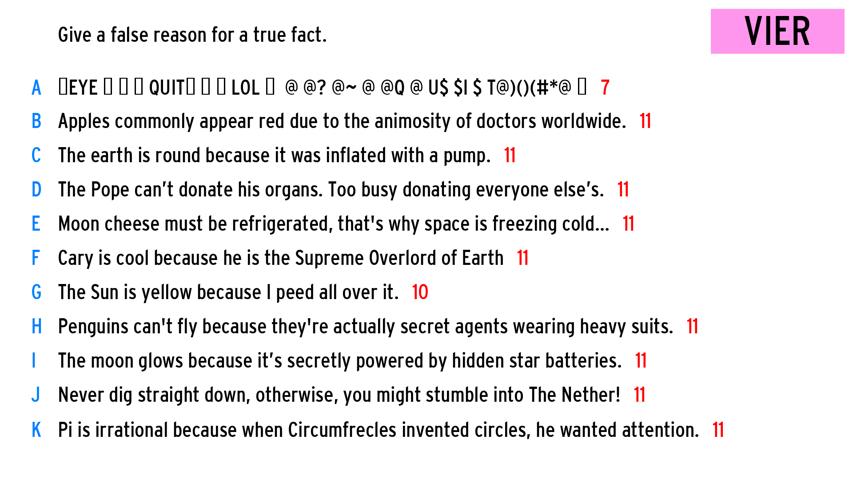 Give a false reason for a true fact.
VIER
A ▯EYE ▯ ▯ ▯ QUIT▯ ▯ ▯ LOL ▯ @ @? @~ @ @Q @ U$ $I $ T@)()(#*@ ▯ 7
B Apples commonly appear red due to the animosity of doctors worldwide. 11
C The earth is round because it was inflated with a pump. 11
D The Pope can’t donate his organs. Too busy donating everyone else’s. 11
E Moon cheese must be refrigerated, that's why space is freezing cold... 11
F Cary is cool because he is the Supreme Overlord of Earth 11
G The Sun is yellow because I peed all over it. 10
H Penguins can't fly because they're actually secret agents wearing heavy suits. 11
I The moon glows because it’s secretly powered by hidden star batteries. 11
J Never dig straight down, otherwise, you might stumble into The Nether! 11
K Pi is irrational because when Circumfrecles invented circles, he wanted attention. 11